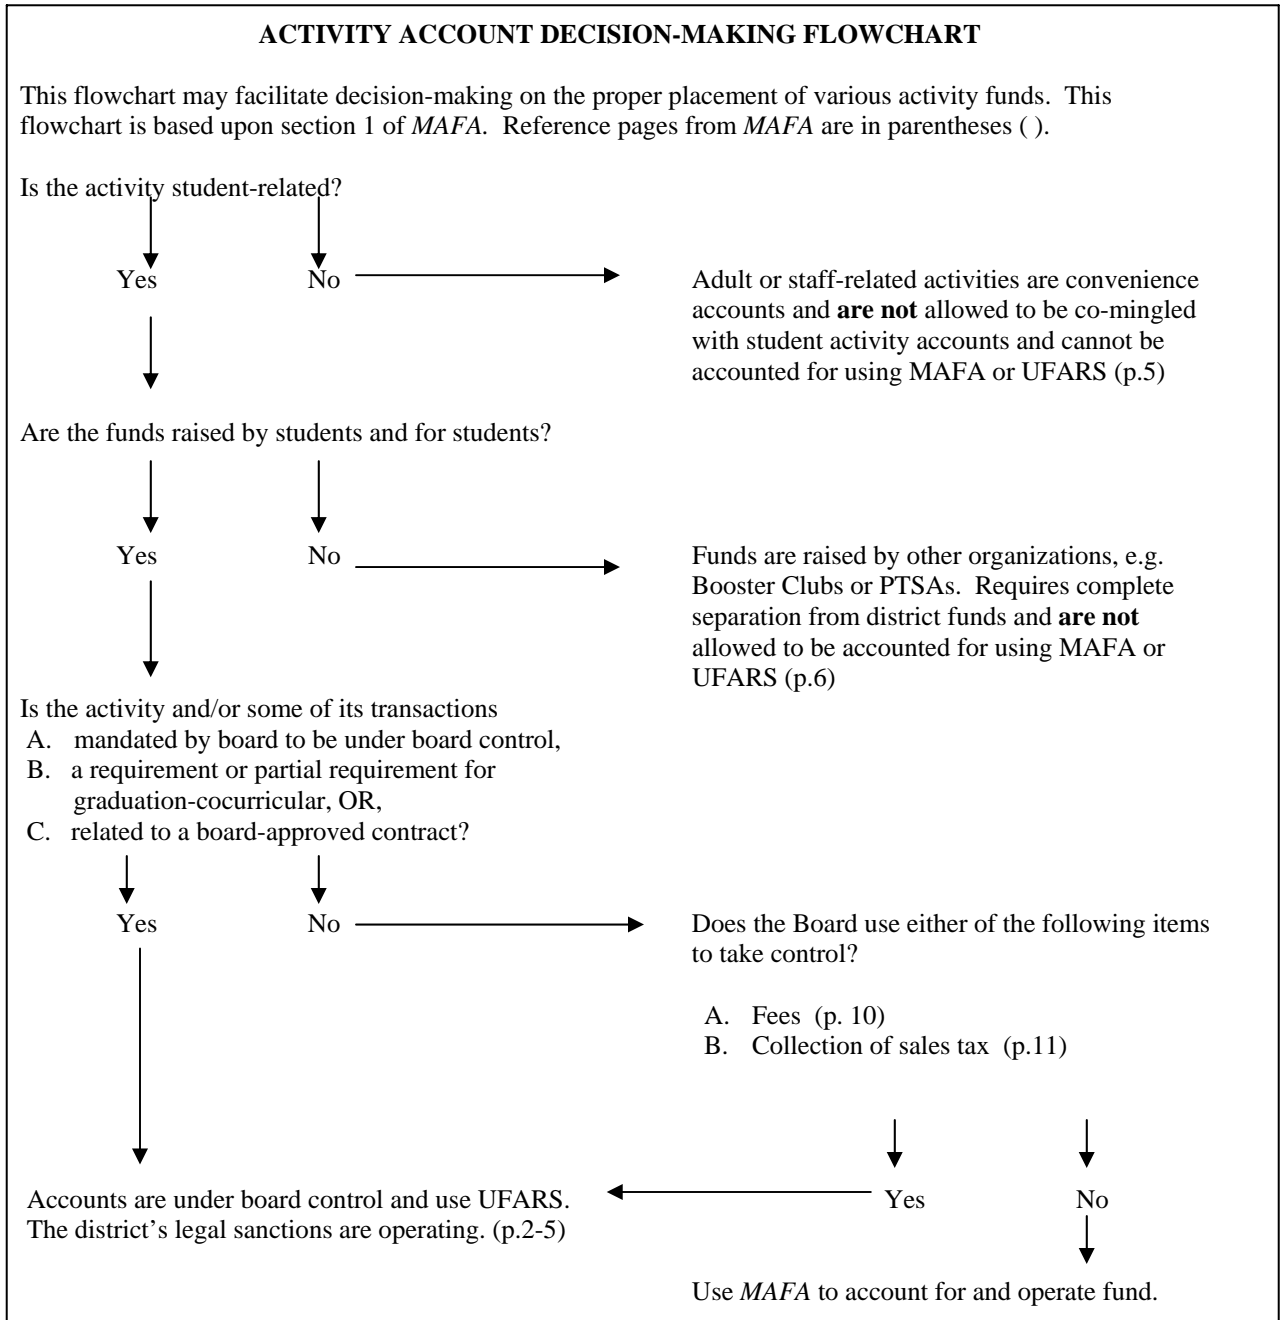 ACTIVITY ACCOUNT DECISION-MAKING FLOWCHART
This flowchart may facilitate decision-making on the proper placement of various activity funds. This
flowchart is based upon section 1 of MAFA. Reference pages from MAFA are in parentheses ( ).
Is the activity student-related?
Yes
No
Adult or staff-related activities are convenience
accounts and are not allowed to be co-mingled
with student activity accounts and cannot be
accounted for using MAFA or UFARS (p.5)
Are the funds raised by students and for students?
Yes
No
Funds are raised by other organizations, e.g.
Booster Clubs or PTSAs. Requires complete
separation from district funds and are not
allowed to be accounted for using MAFA or
UFARS (p.6)
Is the activity and/or some of its transactions
A. mandated by board to be under board control,
B. a requirement or partial requirement for
graduation-cocurricular, OR,
C. related to a board-approved contract?
Yes
No
Does the Board use either of the following items
to take control?
A. Fees (p. 10)
B. Collection of sales tax (p.11)
Yes
No
Accounts are under board control and use UFARS.
The district's legal sanctions are operating. (p.2-5)
Use MAFA to account for and operate fund.